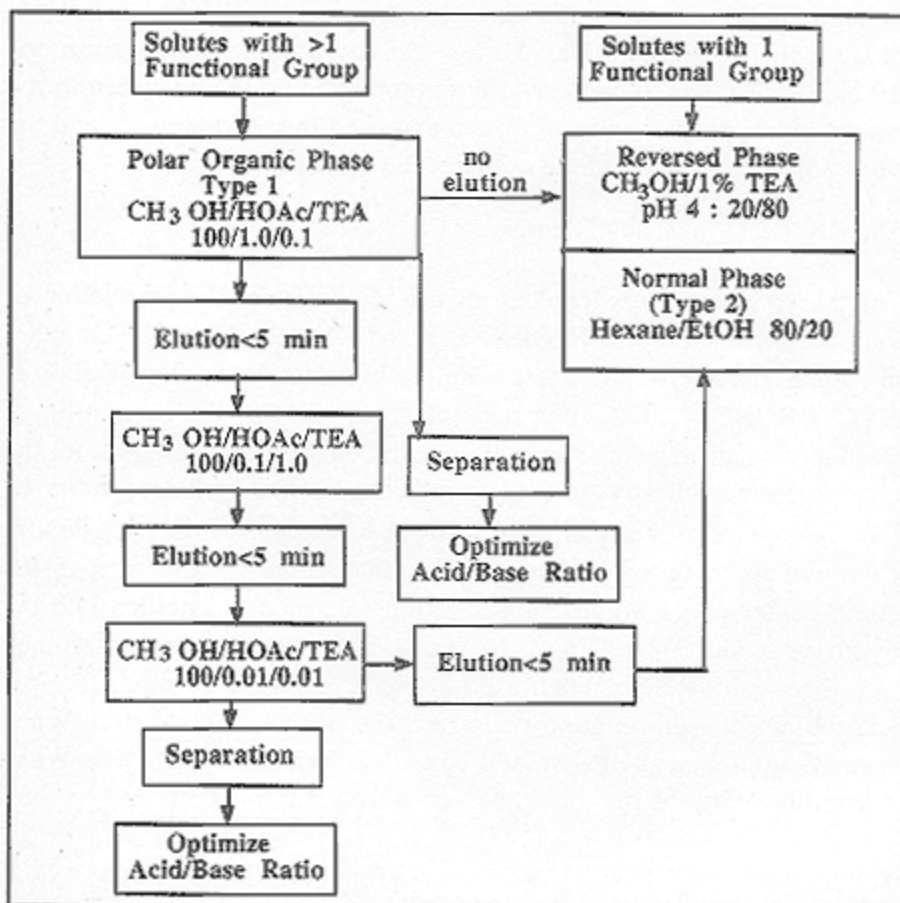 Solutes with >1
Functional Group
Solutes with 1
Functional Group
Polar Organic Phase
Type 1
CH3 OH/HOAc/TEA
100/1.0/0.1
no
elution
Reversed Phase
CH3OH/1% TEA
pH 4 : 20/80
Normal Phase
(Type 2)
Hexane/EtOH 80/20
Elution<5 min
CH3 OH/HOAc/TEA
100/0.1/1.0
Separation
Elution<5 min
Optimize
Acid/Base Ratio
CH3 OH/HOAc/TEA
100/0.01/0.01
Elution<5 min
Separation
Optimize
Acid/Base Ratio